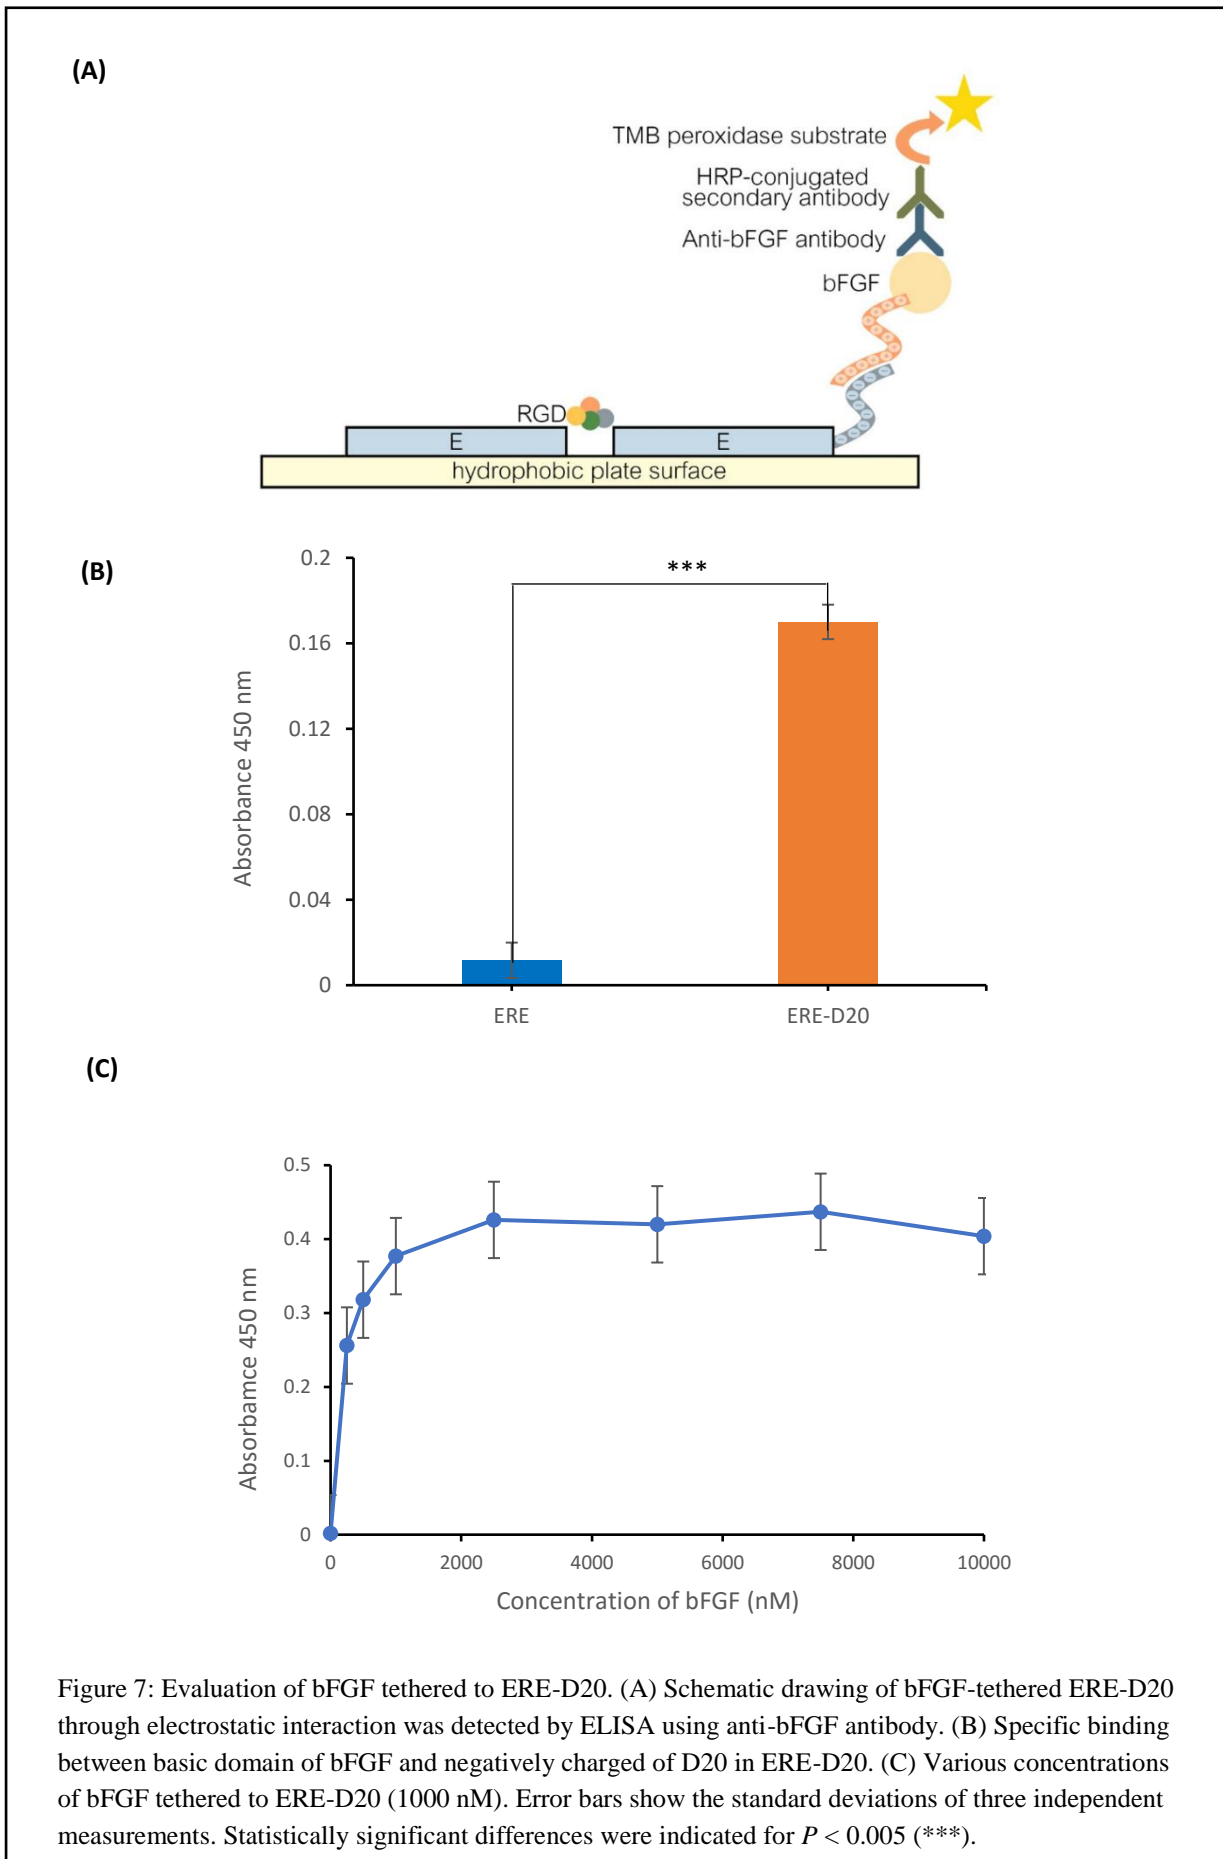 (A)
TMB peroxidase substrate
HRP-conjugated
secondary antibody
Anti-bFGF antibody
bFGF
RGD
E
E
hydrophobic plate surface
(B)
0.2
***
0.16
0.12
0.08
0.04
0
Absorbance 450 nm
ERE
ERE-D20
(C)
0.5
0.4
0.3
0.2
0.1
0
Absorbamce 450 nm
0
2000
4000
6000
8000
10000
Concentration of bFGF (nM)
Figure 7: Evaluation of bFGF tethered to ERE-D20. (A) Schematic drawing of bFGF-tethered ERE-D20
through electrostatic interaction was detected by ELISA using anti-bFGF antibody. (B) Specific binding
between basic domain of bFGF and negatively charged of D20 in ERE-D20. (C) Various concentrations
of bFGF tethered to ERE-D20 (1000 nM). Error bars show the standard deviations of three independent
measurements. Statistically significant differences were indicated for P < 0.005 (***).